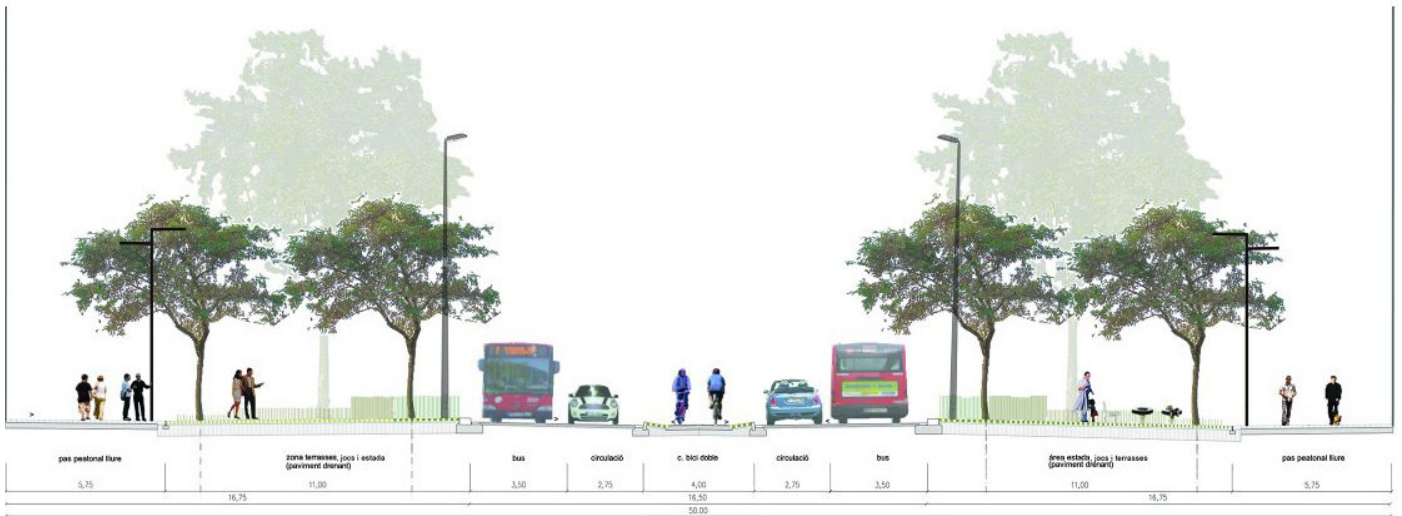 pas peatonal lliure
zona terrasses, jocs i estada
(paviment drenant)
bus
circulació
c. bici doble
circulació
bus
área estada, jocs i terrasses
(paviment drenant)
pas peatonal lliure
5,75
11,00
3,50
2,75
4,00
2,75
3,50
11,00
5,75
16,75
16,50
16,75
50.00